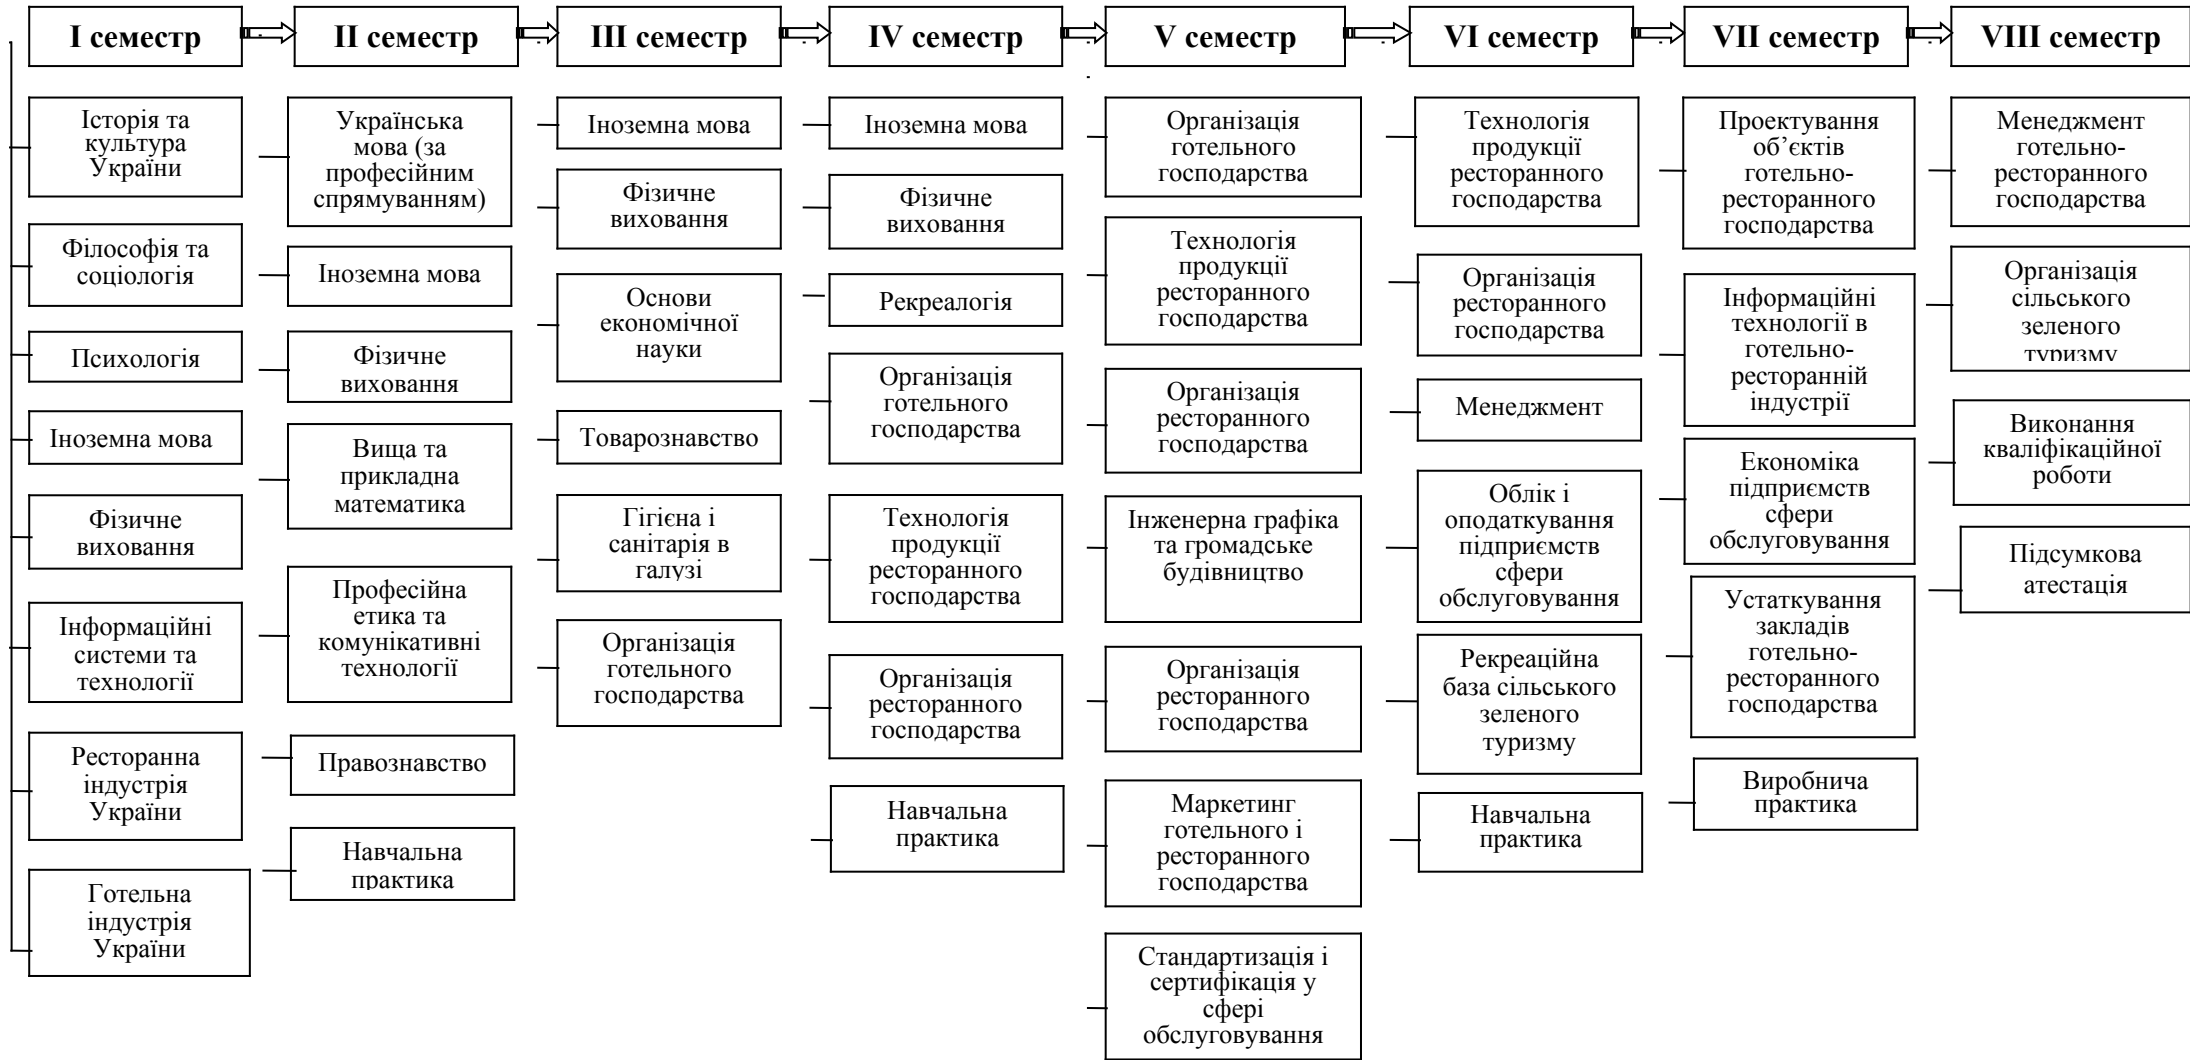 I семестр
II семестр
III семестр
IV семестр
V семестр
VI семестр
VII семестр
VIII семестр
Історія та
культура
України
Філософія та
соціологія
Психологія
Іноземна мова
Фізичне
виховання
Інформаційні
системи та
технології
Ресторанна
індустрія
України
Готельна
індустрія
України
Українська
мова (за
професійним
спрямуванням)
Іноземна мова
Фізичне
виховання
Вища та
прикладна
математика
Професійна
етика та
комунікативні
технології
Правознавство
Навчальна
практика
Іноземна мова
Фізичне
виховання
Основи
економічної
науки
Товарознавство
Гігієна і
санітарія в
галузі
Організація
готельного
господарства
Іноземна мова
Фізичне
виховання
Рекреалогія
Організація
готельного
господарства
Технологія
продукції
ресторанного
господарства
Організація
ресторанного
господарства
Навчальна
практика
Організація
готельного
господарства
Технологія
продукції
ресторанного
господарства
Організація
ресторанного
господарства
Інженерна графіка
та громадське
будівництво
Організація
ресторанного
господарства
Маркетинг
готельного і
ресторанного
господарства
Стандартизація і
сертифікація у
сфері
обслуговування
Технологія
продукції
ресторанного
господарства
Організація
ресторанного
господарства
Менеджмент
Облік і
оподаткування
підприємств
сфери
обслуговування
Рекреаційна
база сільського
зеленого
туризму
Навчальна
практика
Проектування
об’єктів
готельно-
ресторанного
господарства
Інформаційні
технології в
готельно-
ресторанній
індустрії
Економіка
підприємств
сфери
обслуговування
Устаткування
закладів
готельно-
ресторанного
господарства
Виробнича
практика
Менеджмент
готельно-
ресторанного
господарства
Організація
сільського
зеленого
туризму
Виконання
кваліфікаційної
роботи
Підсумкова
атестація